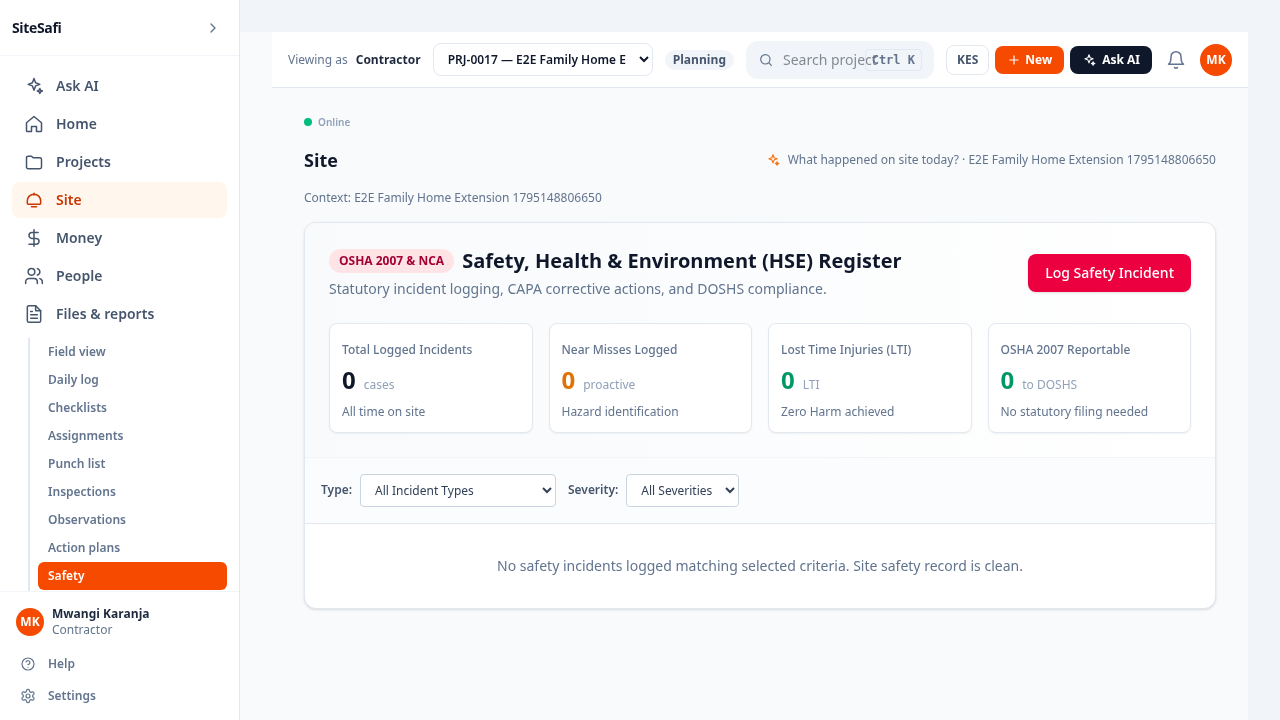 SiteSafi
Ask AI
Home
Projects
Site
Money
People
Files & reports
Field view
Daily log
Checklists
Assignments
Punch list
Inspections
Observations
Action plans
Safety
MK
Mwangi Karanja
Contractor
Help
Settings
Viewing as Contractor
PRJ-0017 — E2E Family Home E
Planning
Search project
Ctrl K
KES
New
Ask AI
MK
Online
Site
What happened on site today? · E2E Family Home Extension 1795148806650
Context: E2E Family Home Extension 1795148806650
OSHA 2007 & NCA
Safety, Health & Environment (HSE) Register
Statutory incident logging, CAPA corrective actions, and DOSHS compliance.
Log Safety Incident
Total Logged Incidents
0 cases
All time on site
Near Misses Logged
0 proactive
Hazard identification
Lost Time Injuries (LTI)
0 LTI
Zero Harm achieved
OSHA 2007 Reportable
0 to DOSHS
No statutory filing needed
Type:
All Incident Types
Severity:
All Severities
No safety incidents logged matching selected criteria. Site safety record is clean.